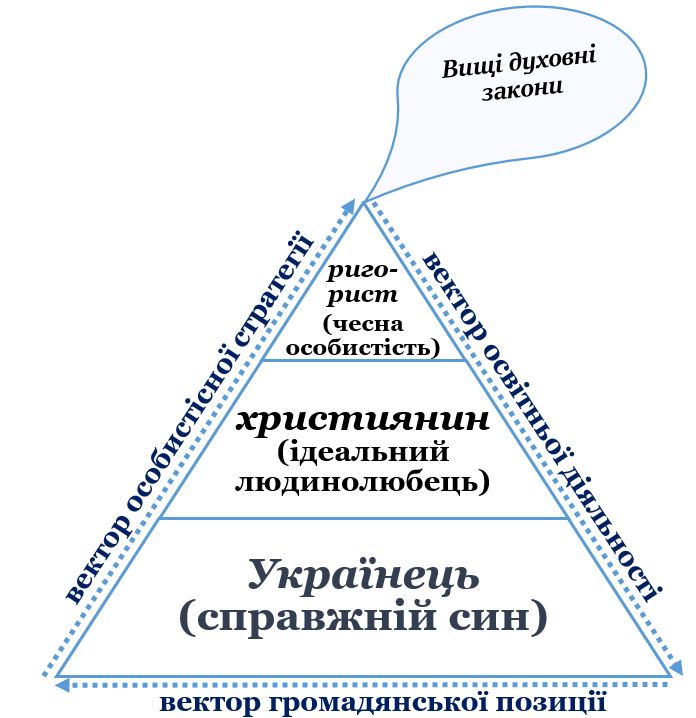 Вищі духовні
закони
риго-
рист
(чесна
особистість)
християнин
(ідеальний
людинолюбець)
Українець
(справжній син)
вектор особистісної стратегії
вектор освітньої діяльності
вектор громадянської позиції